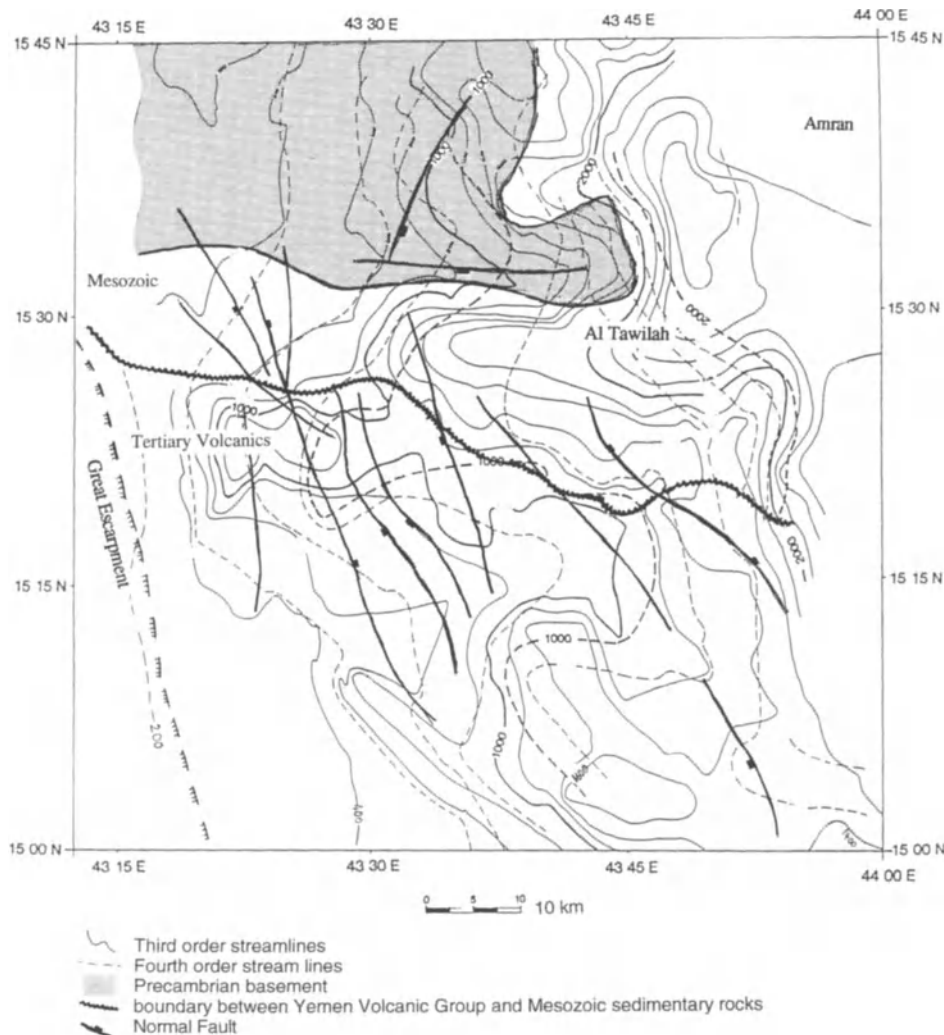 43 15 E 43 30 E 43 45 E 44 00 E
15 45 N 15 45 N
1000
Amran
1000
2000
Mesozoic
15 30 N 15 30 N
2000
Al Tawilah
1000
Tertiary Volcanics
1000
Great Escarpment
2000
15 15 N 15 15 N
1000
200
1000
400
1400
15 00 N 15 00 N
43 15 E 43 30 E 43 45 E 44 00 E
0 5 10 10 km
Third order streamlines
Fourth order stream lines
Precambrian basement
boundary between Yemen Volcanic Group and Mesozoic sedimentary rocks
Normal Fault